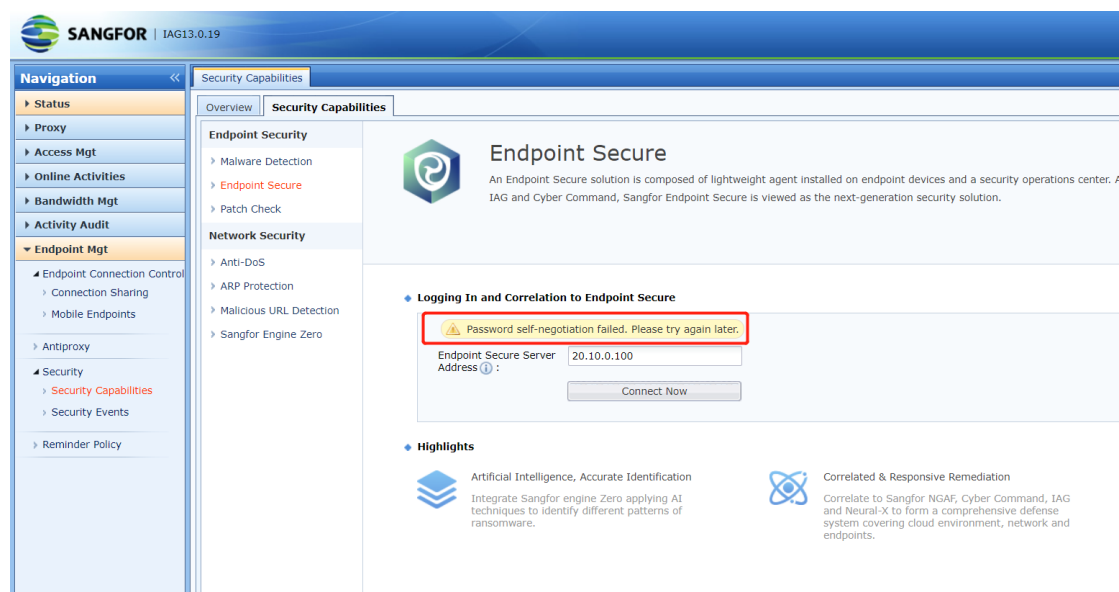 SANGFOR | IAG13.0.19
Navigation
Status
Proxy
Access Mgt
Online Activities
Bandwidth Mgt
Activity Audit
Endpoint Mgt
Endpoint Connection Control
Connection Sharing
Mobile Endpoints
Antiproxy
Security
Security Capabilities
Security Events
Reminder Policy
Security Capabilities
Overview
Security Capabilities
Endpoint Security
Malware Detection
Endpoint Secure
Patch Check
Network Security
Anti-DoS
ARP Protection
Malicious URL Detection
Sangfor Engine Zero
Endpoint Secure
An Endpoint Secure solution is composed of lightweight agent installed on endpoint devices and a security operations center. A
IAG and Cyber Command, Sangfor Endpoint Secure is viewed as the next-generation security solution.
Logging In and Correlation to Endpoint Secure
Password self-negotiation failed. Please try again later.
Endpoint Secure Server
Address :
20.10.0.100
Connect Now
Highlights
Artificial Intelligence, Accurate Identification
Integrate Sangfor engine Zero applying AI
techniques to identify different patterns of
ransomware.
Correlated & Responsive Remediation
Correlate to Sangfor NGAF, Cyber Command, IAG
and Neural-X to form a comprehensive defense
system covering cloud environment, network and
endpoints.